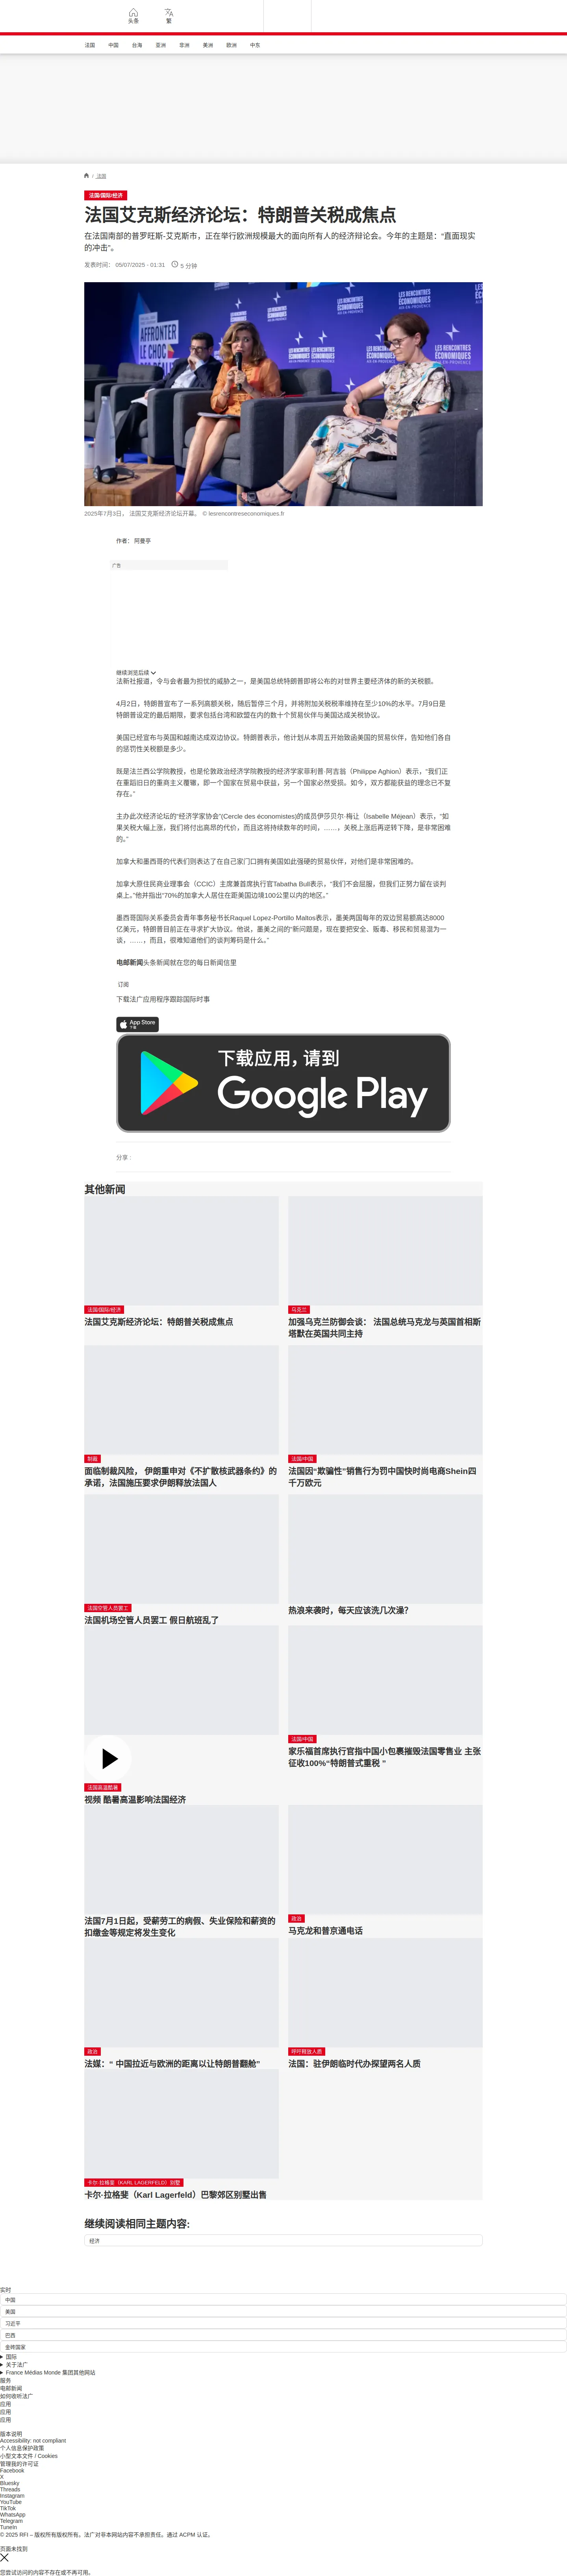 头条
繁
法国
中国
台海
亚洲
非洲
美洲
欧洲
中东
/ 法国
法国/国际/经济
法国艾克斯经济论坛：特朗普关税成焦点
在法国南部的普罗旺斯-艾克斯市，正在举行欧洲规模最大的面向所有人的经济辩论会。今年的主题是：“直面现实
的冲击”。
发表时间： 05/07/2025 - 01:31
5 分钟
AFFRONTER
LE CHOC
LES RENCONTRES
ÉCONOMIQUES
AIX-EN-PROVENCE
LES RENCONTRES
ÉCONOMIQUES
AIX-EN-PROVENCE
2025年7月3日， 法国艾克斯经济论坛开幕。 © lesrencontreseconomiques.fr
作者： 阿曼亭
广告
继续浏览后续
法新社报道，令与会者最为担忧的威胁之一，是美国总统特朗普即将公布的对世界主要经济体的新的关税额。
4月2日，特朗普宣布了一系列高额关税，随后暂停三个月，并将附加关税税率维持在至少10%的水平。7月9日是
特朗普设定的最后期限，要求包括台湾和欧盟在内的数十个贸易伙伴与美国达成关税协议。
美国已经宣布与英国和越南达成双边协议。特朗普表示，他计划从本周五开始致函美国的贸易伙伴，告知他们各自
的惩罚性关税额是多少。
既是法兰西公学院教授，也是伦敦政治经济学院教授的经济学家菲利普·阿吉翁（Philippe Aghion）表示，“我们正
在重蹈旧日的重商主义覆辙，即一个国家在贸易中获益，另一个国家必然受损。如今，双方都能获益的理念已不复
存在。”
主办此次经济论坛的“经济学家协会”(Cercle des économistes)的成员伊莎贝尔·梅让（Isabelle Méjean）表示，“如
果关税大幅上涨，我们将付出高昂的代价，而且这将持续数年的时间，……，关税上涨后再逆转下降，是非常困难
的。”
加拿大和墨西哥的代表们则表达了在自己家门口拥有美国如此强硬的贸易伙伴，对他们是非常困难的。
加拿大原住民商业理事会（CCIC）主席兼首席执行官Tabatha Bull表示，“我们不会屈服，但我们正努力留在谈判
桌上。”他并指出“70%的加拿大人居住在距美国边境100公里以内的地区。”
墨西哥国际关系委员会青年事务秘书长Raquel Lopez-Portillo Maltos表示，墨美两国每年的双边贸易额高达8000
亿美元，特朗普目前正在寻求扩大协议。他说，墨美之间的“新问题是，现在要把安全、贩毒、移民和贸易混为一
谈，……，而且，很难知道他们的谈判筹码是什么。”
电邮新闻头条新闻就在您的每日新闻信里
订阅
下载法广应用程序跟踪国际时事
App Store
下载
下载应用，请到
Google Play
分享 :
其他新闻
法国/国际/经济
法国艾克斯经济论坛：特朗普关税成焦点
乌克兰
加强乌克兰防御会谈： 法国总统马克龙与英国首相斯
塔默在英国共同主持
制裁
面临制裁风险， 伊朗重申对《不扩散核武器条约》的
承诺，法国施压要求伊朗释放法国人
法国/中国
法国因“欺骗性”销售行为罚中国快时尚电商Shein四
千万欧元
法国空管人员罢工
法国机场空管人员罢工 假日航班乱了
热浪来袭时，每天应该洗几次澡？
法国高温酷暑
视频 酷暑高温影响法国经济
法国/中国
家乐福首席执行官指中国小包裹摧毁法国零售业 主张
征收100%“特朗普式重税 ”
法国7月1日起，受薪劳工的病假、失业保险和薪资的
扣缴金等规定将发生变化
政治
马克龙和普京通电话
政治
法媒：“ 中国拉近与欧洲的距离以让特朗普翻舱”
呼吁释放人质
法国：驻伊朗临时代办探望两名人质
卡尔·拉格斐（KARL LAGERFELD）别墅
卡尔·拉格斐（Karl Lagerfeld）巴黎郊区别墅出售
继续阅读相同主题内容:
经济
实时
中国
美国
习近平
巴西
金砖国家
国际
关于法广
France Médias Monde 集团其他网站
服务
电邮新闻
如何收听法广
应用
应用
应用
版本说明
Accessibility: not compliant
个人信息保护政策
小型文本文件 / Cookies
管理我的许可证
Facebook
X
Bluesky
Threads
Instagram
YouTube
TikTok
WhatsApp
Telegram
TuneIn
© 2025 RFI – 版权所有版权所有。法广对非本网站内容不承担责任。通过 ACPM 认证。
页面未找到
您尝试访问的内容不存在或不再可用。